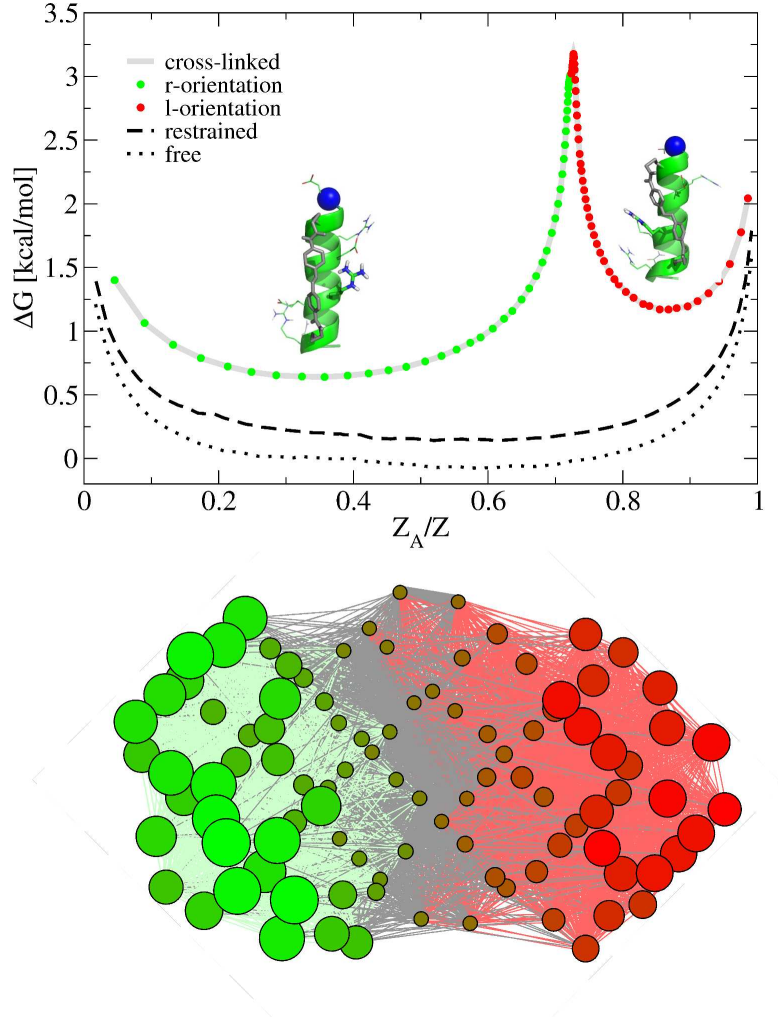 3.5
3
2.5
2
1.5
1
0.5
0
ΔG [kcal/mol]
cross-linked
r-orientation
l-orientation
restrained
free
0 0.2 0.4 0.6 0.8 1
Z_A/Z